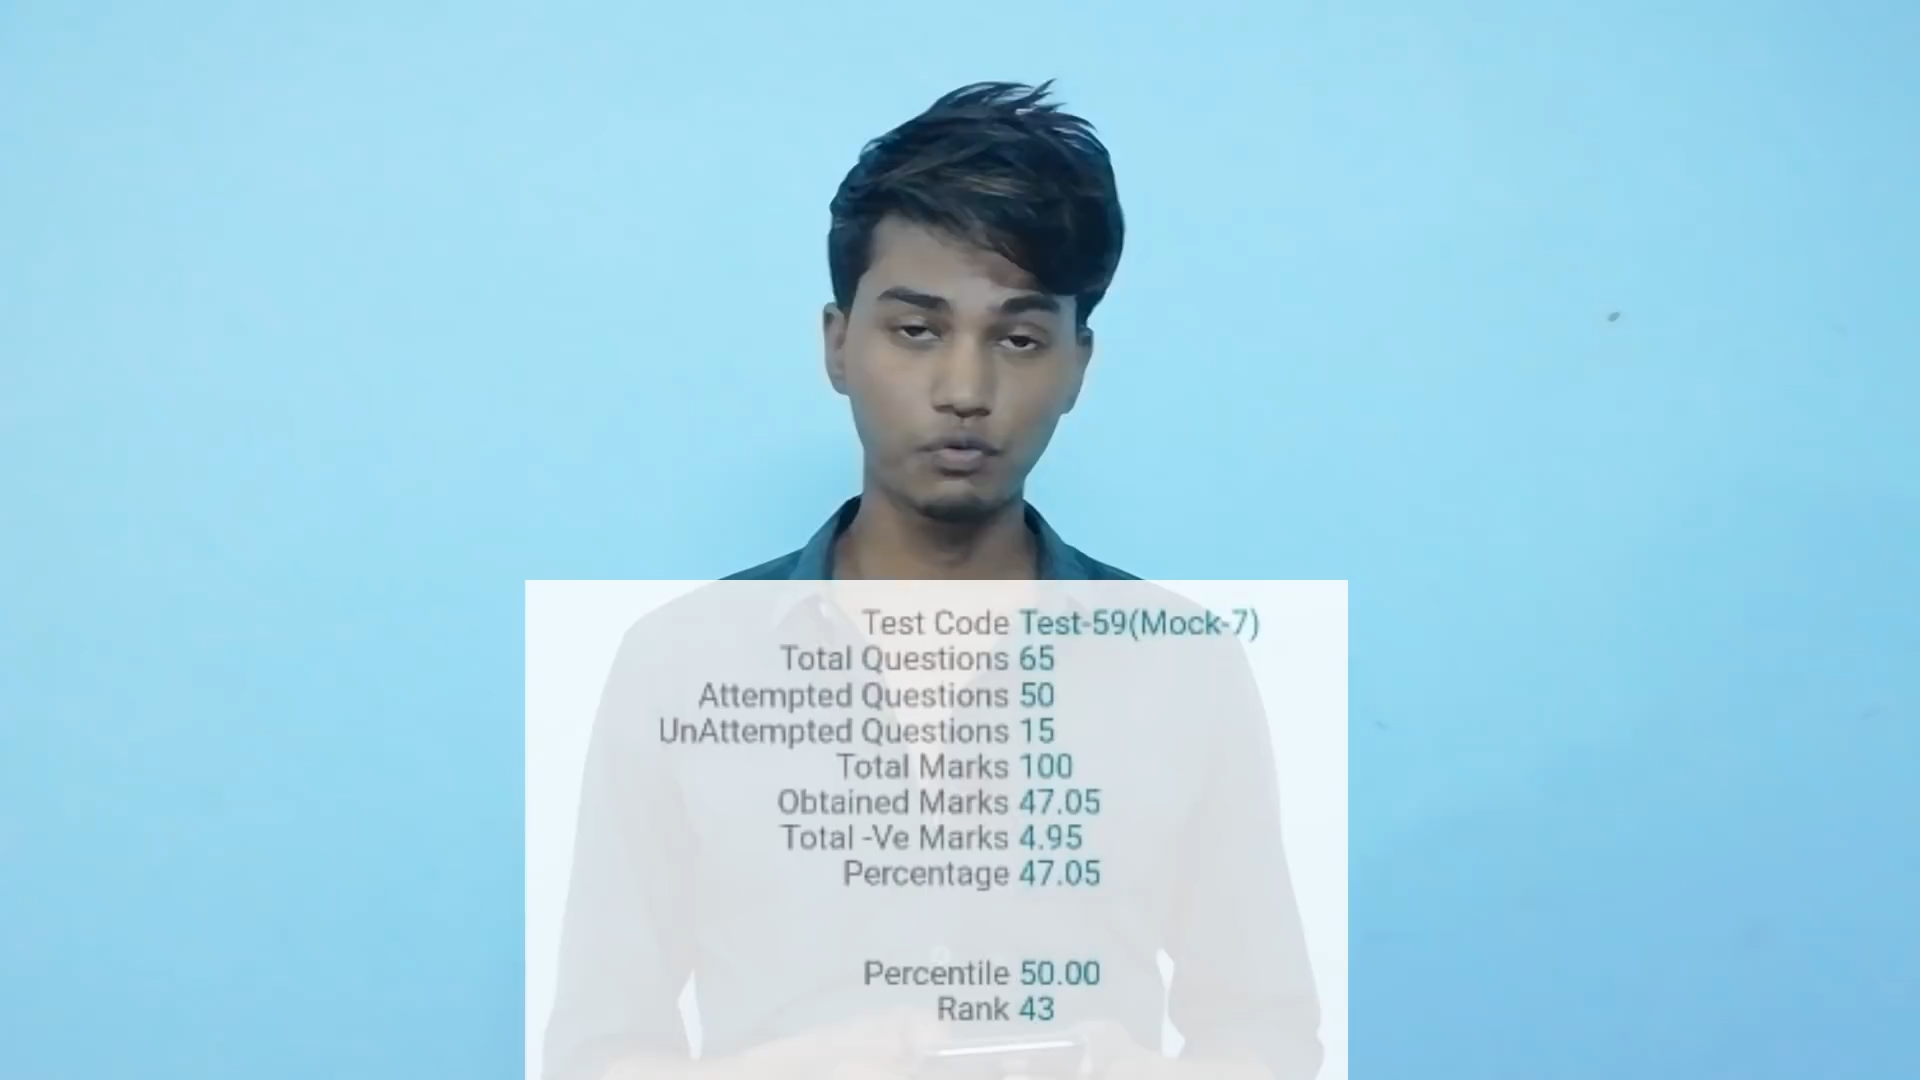 Test Code Test-59(Mock-7)
Total Questions 65
Attempted Questions 50
UnAttempted Questions 15
Total Marks 100
Obtained Marks 47.05
Total -Ve Marks 4.95
Percentage 47.05
Percentile 50.00
Rank 43